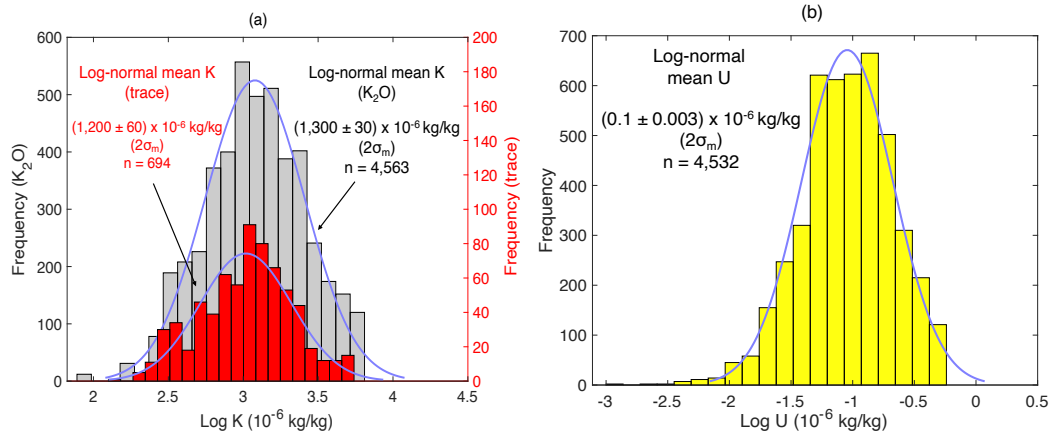 (a)
600
500
400
300
200
100
0
Frequency (K₂O)
200
180
160
140
120
100
80
60
40
20
0
Frequency (trace)
Log-normal mean K
(trace)
(1,200 ± 60) x 10⁻⁶ kg/kg
(2σₘ)
n = 694
Log-normal mean K
(K₂O)
(1,300 ± 30) x 10⁻⁶ kg/kg
(2σₘ)
n = 4,563
2
2.5
3
3.5
4
4.5
Log K (10⁻⁶ kg/kg)
(b)
700
600
500
400
300
200
100
0
Frequency
Log-normal
mean U
(0.1 ± 0.003) x 10⁻⁶ kg/kg
(2σₘ)
n = 4,532
-3
-2.5
-2
-1.5
-1
-0.5
0
0.5
Log U (10⁻⁶ kg/kg)